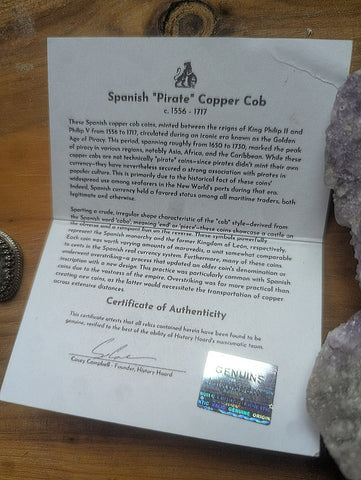 Spanish "Pirate" Copper Cob
c. 1556 - 1717
These Spanish copper cob coins, minted between the reigns of King Philip II and
Philip V from 1556 to 1717, circulated during an iconic era known as the Golden
Age of Piracy. This period, spanning roughly from 1650 to 1730, marked the peak
of piracy in various regions, notably Asia, Africa, and the Caribbean. While these
copper cobs are not technically "pirate" coins—since pirates didn't mint their own
currency—they have nevertheless secured a strong association with pirates in
popular culture. This is primarily due to the historical fact of these coins'
widespread use among seafarers in the New World's ports during that era.
Indeed, Spanish currency held a favored status among all maritime traders, both
legitimate and otherwise.
Sporting a crude, irregular shape characteristic of the "cob" style—derived from
the Spanish word 'cabo', meaning 'end' or 'piece'—these coins showcase a castle on
the obverse and a rampant lion on the reverse. These symbols powerfully
represent the Spanish monarchy and the former Kingdom of León, respectively.
Each coin was worth varying amounts of maravedís, a unit somewhat comparable
to cents in the Spanish real currency system. Furthermore, many of these coins
underwent overstriking—a process that updated an older coin's denomination or
inscription with a new design. This practice was particularly common with Spanish
coins due to the vastness of the empire. Overstriking was far more practical than
creating new coins, as the latter would necessitate the transportation of copper
across extensive distances.
Certificate of Authenticity
This certificate attests that all relics contained herein have been found to be
genuine, verified to the best of the ability of History Hoard's numismatic team.
Casey Campbell - Founder, History Hoard
GENUINE
GENUINE ORIGIN